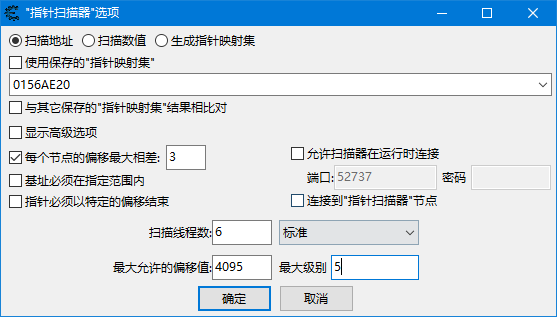 "指针扫描器"选项
扫描地址 扫描数值 生成指针映射集
使用保存的"指针映射集"
0156AE20
与其它保存的"指针映射集"结果相比对
显示高级选项
每个节点的偏移最大相差: 3
允许扫描器在运行时连接
基址必须在指定范围内
端口: 52737 密码
指针必须以特定的偏移结束
连接到"指针扫描器"节点
扫描线程数: 6 标准
最大允许的偏移值: 4095 最大级别 5
确定 取消